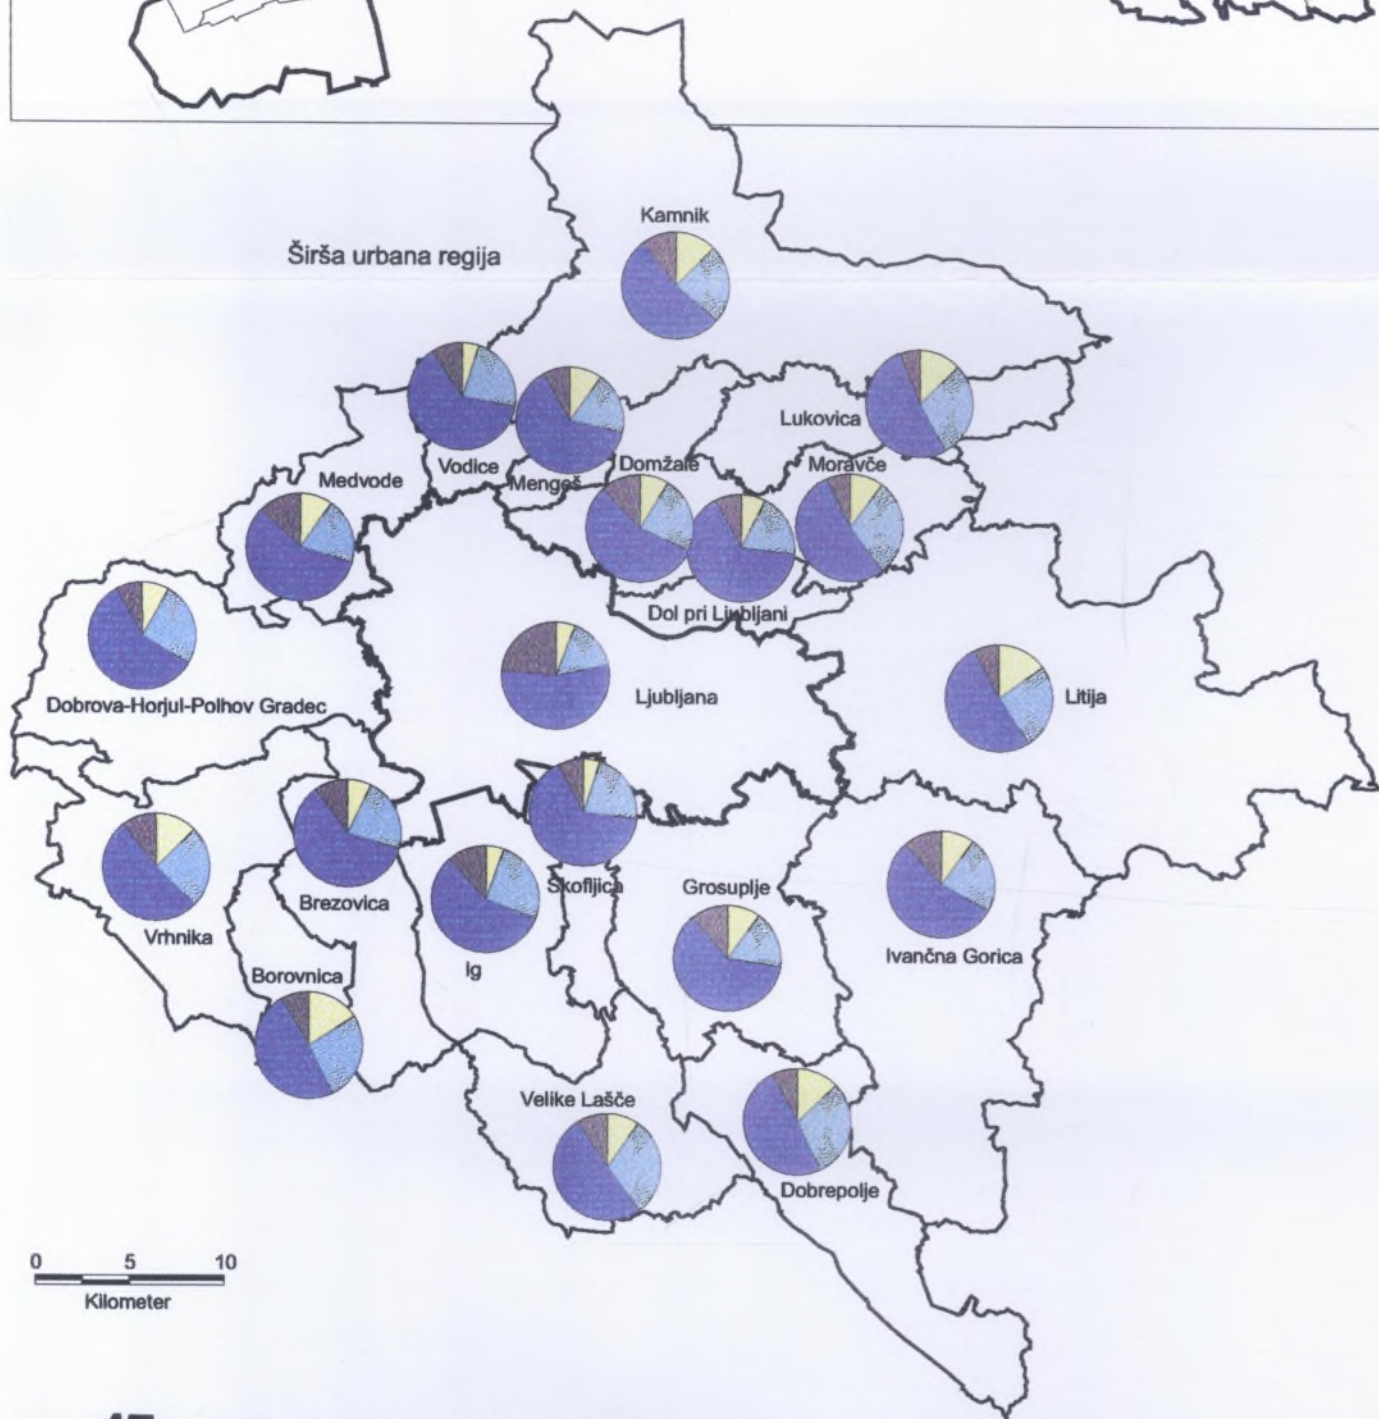 Kamnik
Širša urbana regija
Lukovica
Domžale
Moravče
Medvode
Vodice
Mengeš
Dol pri Ljubljani
Ljubljana
Litija
Dobrova-Horjul-Polhov Gradec
Škofljica
Grosuplje
Brezovica
Vrhnika
Ivančna Gorica
Ig
Borovnica
Velike Lašče
Dobrepolje
0 5 10
Kilometer